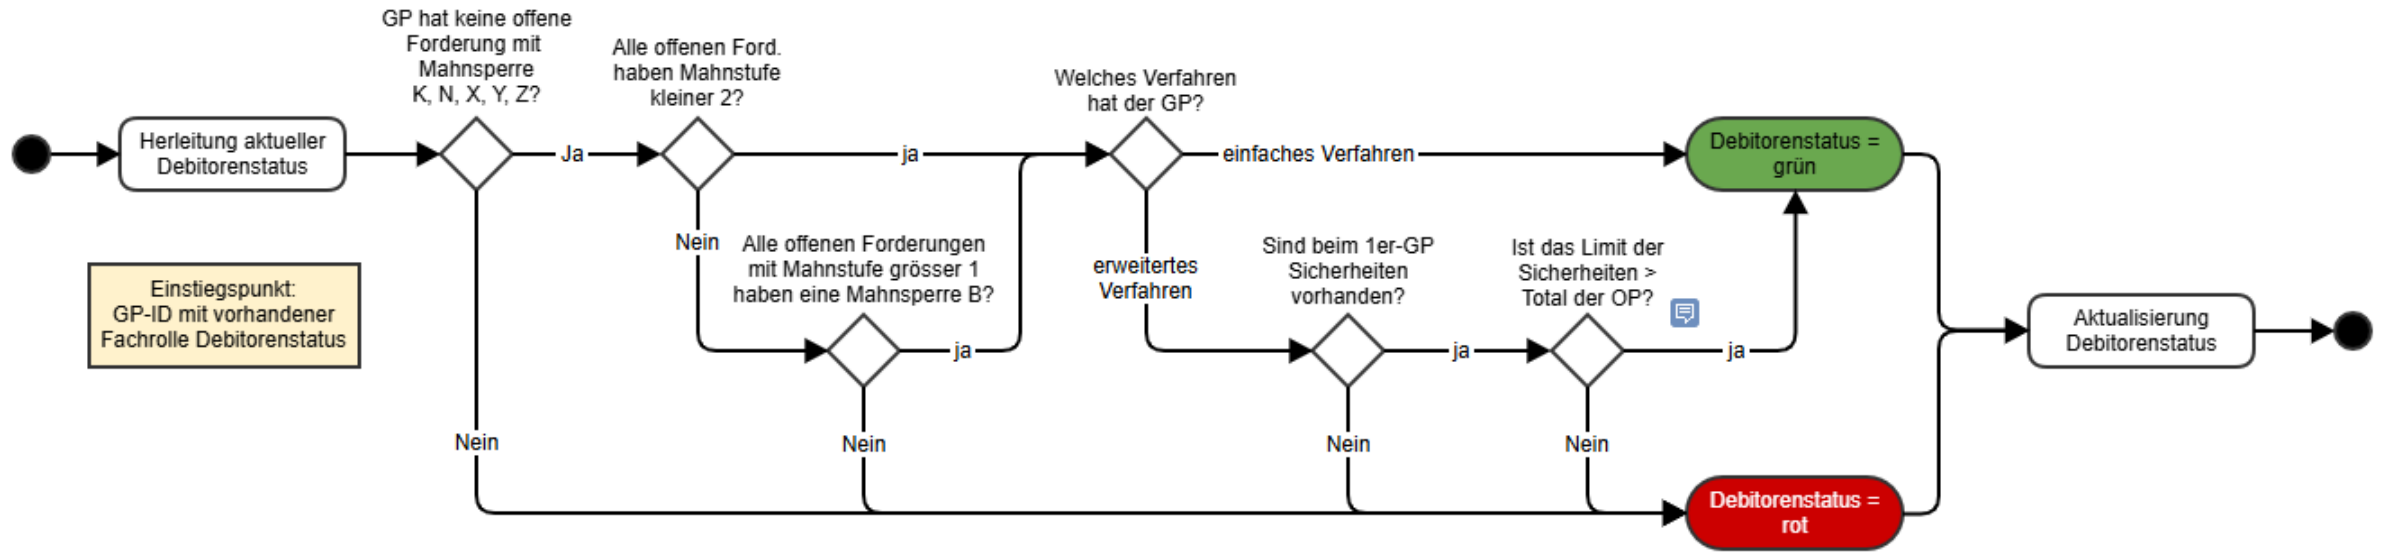 GP hat keine offene
Forderung mit
Mahnsperre
K, N, X, Y, Z?
Alle offenen Ford.
haben Mahnstufe
kleiner 2?
Welches Verfahren
hat der GP?
Herleitung aktueller
Debitorenstatus
Ja
ja
einfaches Verfahren
Debitorenstatus =
grün
Nein
Alle offenen Forderungen
mit Mahnstufe grösser 1
haben eine Mahnsperre B?
erweitertes
Verfahren
Sind beim 1er-GP
Sicherheiten
vorhanden?
Ist das Limit der
Sicherheiten >
Total der OP?
Einstiegspunkt:
GP-ID mit vorhandener
Fachrolle Debitorenstatus
ja
ja
ja
Aktualisierung
Debitorenstatus
Nein
Nein
Nein
Nein
Debitorenstatus =
rot